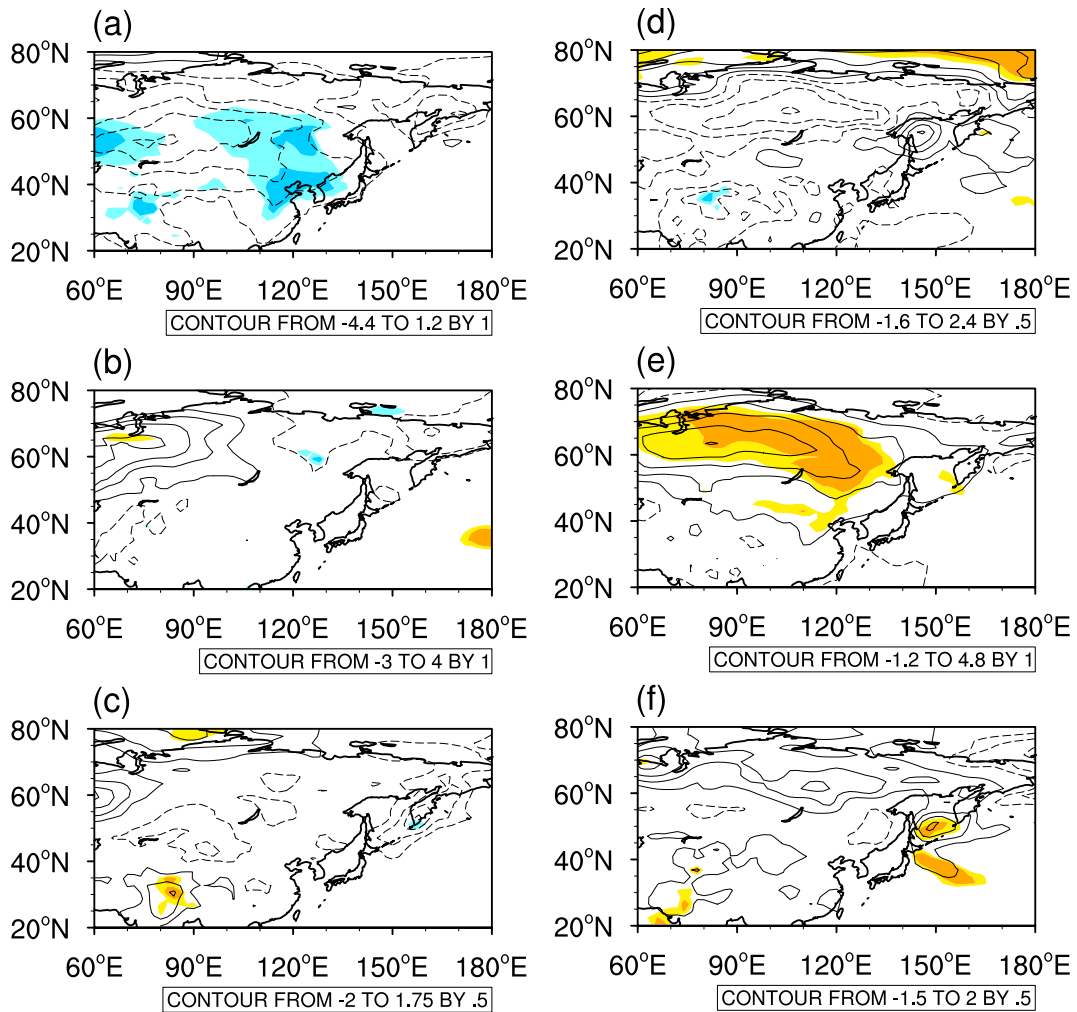 (a)
80°N
60°N
40°N
20°N
60°E 90°E 120°E 150°E 180°E
CONTOUR FROM -4.4 TO 1.2 BY 1
(b)
80°N
60°N
40°N
20°N
60°E 90°E 120°E 150°E 180°E
CONTOUR FROM -3 TO 4 BY 1
(c)
80°N
60°N
40°N
20°N
60°E 90°E 120°E 150°E 180°E
CONTOUR FROM -2 TO 1.75 BY .5
(d)
80°N
60°N
40°N
20°N
60°E 90°E 120°E 150°E 180°E
CONTOUR FROM -1.6 TO 2.4 BY .5
(e)
80°N
60°N
40°N
20°N
60°E 90°E 120°E 150°E 180°E
CONTOUR FROM -1.2 TO 4.8 BY 1
(f)
80°N
60°N
40°N
20°N
60°E 90°E 120°E 150°E 180°E
CONTOUR FROM -1.5 TO 2 BY .5